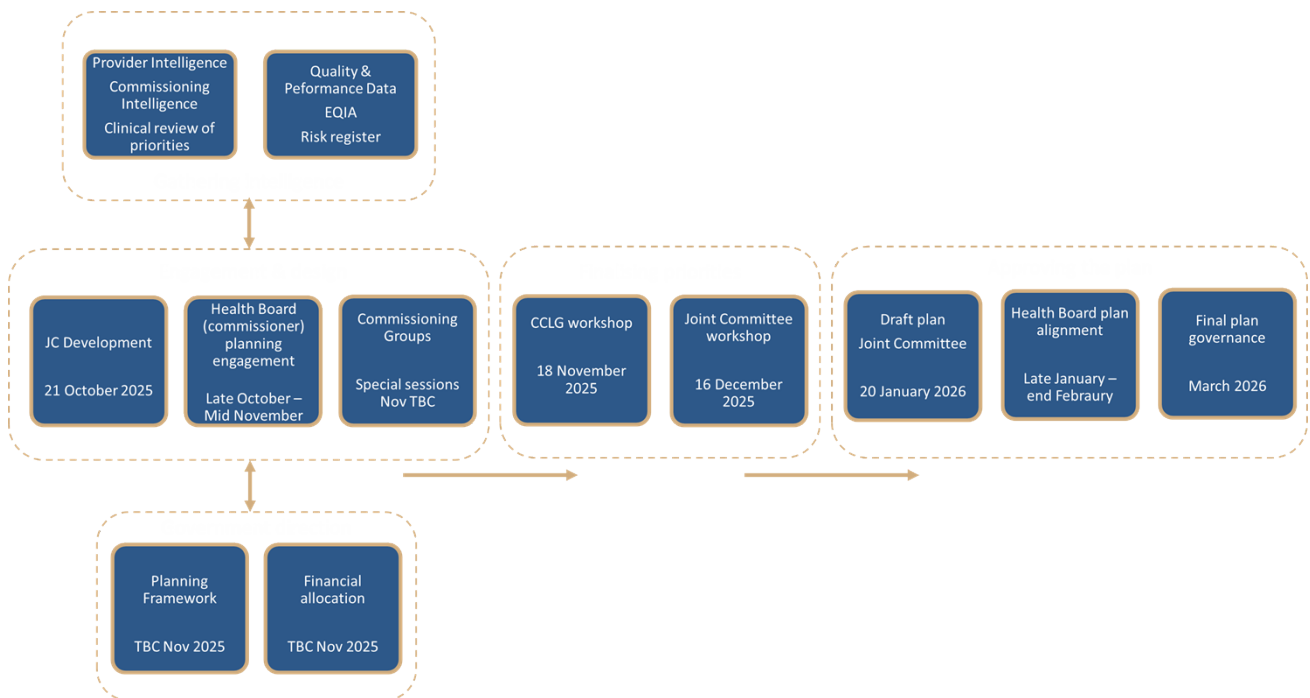 Provider Intelligence
Commissioning
Intelligence
Clinical review of
priorities
Quality &
Peformance Data
EQIA
Risk register
JC Development
21 October 2025
Health Board
(commissioner)
planning
engagement
Late October –
Mid November
Commissioning
Groups
Special sessions
Nov TBC
CCLG workshop
18 November
2025
Joint Committee
workshop
16 December
2025
Draft plan
Joint Committee
20 January 2026
Health Board plan
alignment
Late January –
end Febraury
Final plan
governance
March 2026
Planning
Framework
TBC Nov 2025
Financial
allocation
TBC Nov 2025